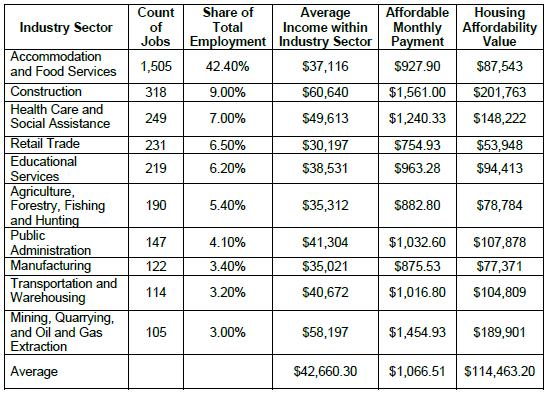 Industry Sector Count of Jobs Share of Total Employment Average Income within Industry Sector Affordable Monthly Payment Housing Affordability Value
Accommodation and Food Services 1,505 42.40% $37,116 $927.90 $87,543
Construction 318 9.00% $60,640 $1,561.00 $201,763
Health Care and Social Assistance 249 7.00% $49,613 $1,240.33 $148,222
Retail Trade 231 6.50% $30,197 $754.93 $53,948
Educational Services 219 6.20% $38,531 $963.28 $94,413
Agriculture, Forestry, Fishing and Hunting 190 5.40% $35,312 $882.80 $78,784
Public Administration 147 4.10% $41,304 $1,032.60 $107,878
Manufacturing 122 3.40% $35,021 $875.53 $77,371
Transportation and Warehousing 114 3.20% $40,672 $1,016.80 $104,809
Mining, Quarrying, and Oil and Gas Extraction 105 3.00% $58,197 $1,454.93 $189,901
Average $42,660.30 $1,066.51 $114,463.20